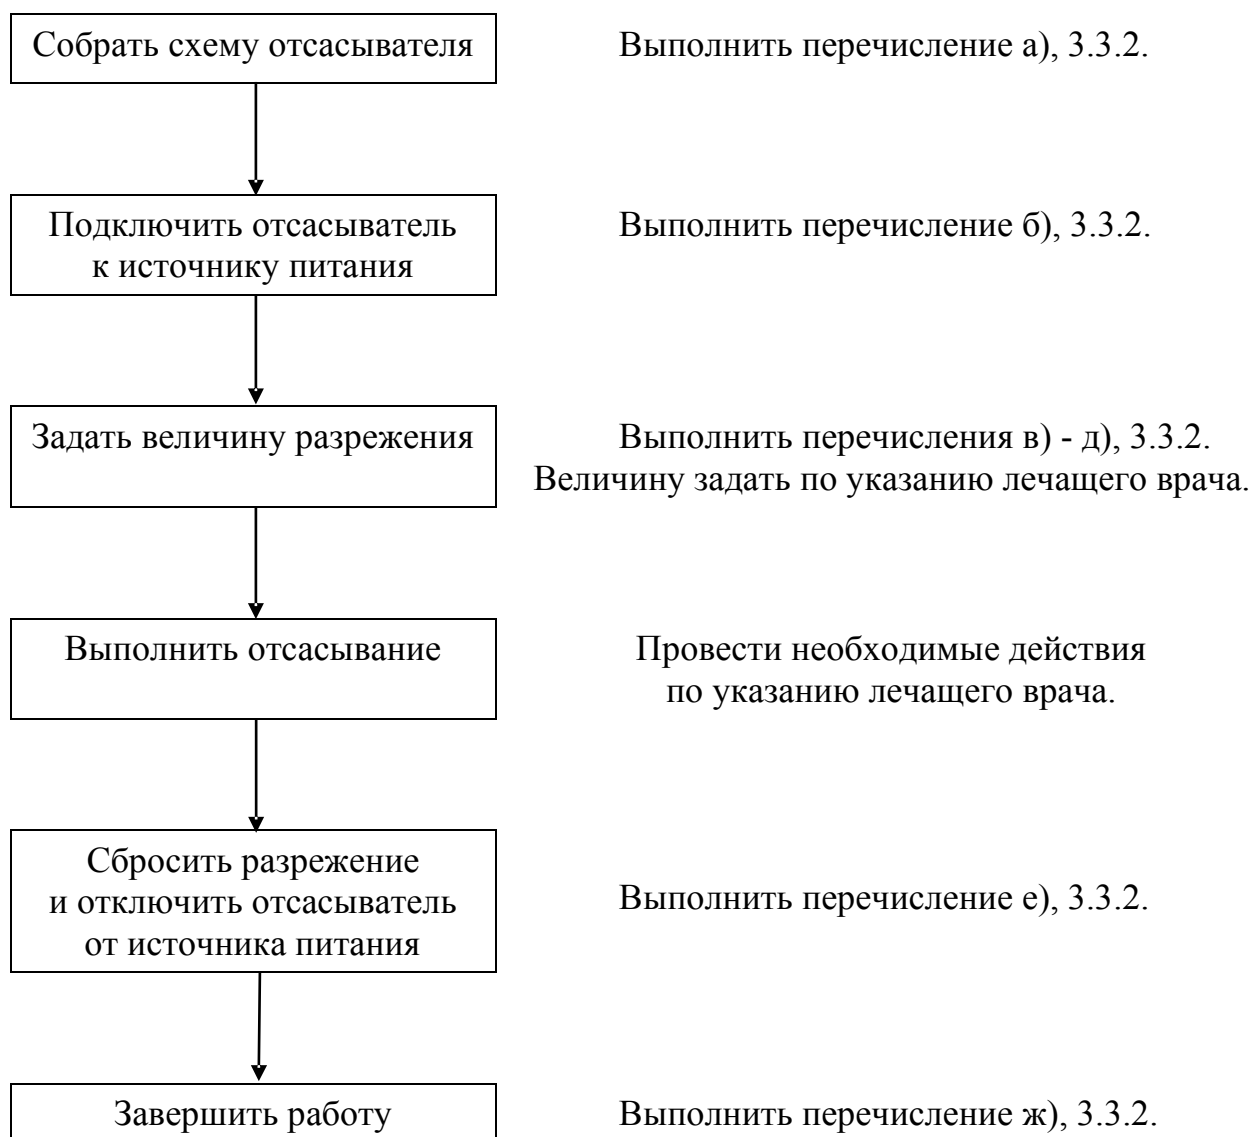 Собрать схему отсасывателя
Выполнить перечисление а), 3.3.2.
Подключить отсасыватель
к источнику питания
Выполнить перечисление б), 3.3.2.
Задать величину разрежения
Выполнить перечисления в) - д), 3.3.2.
Величину задать по указанию лечащего врача.
Выполнить отсасывание
Провести необходимые действия
по указанию лечащего врача.
Сбросить разрежение
и отключить отсасыватель
от источника питания
Выполнить перечисление е), 3.3.2.
Завершить работу
Выполнить перечисление ж), 3.3.2.